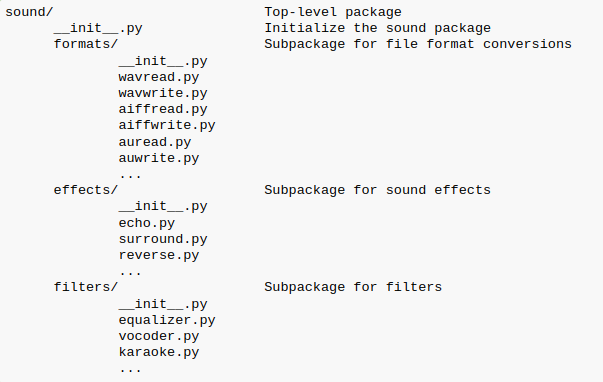 sound/                          Top-level package
      __init__.py               Initialize the sound package
      formats/                  Subpackage for file format conversions
              __init__.py
              wavread.py
              wavwrite.py
              aiffread.py
              aiffwrite.py
              auread.py
              auwrite.py
              ...
      effects/                  Subpackage for sound effects
              __init__.py
              echo.py
              surround.py
              reverse.py
              ...
      filters/                  Subpackage for filters
              __init__.py
              equalizer.py
              vocoder.py
              karaoke.py
              ...